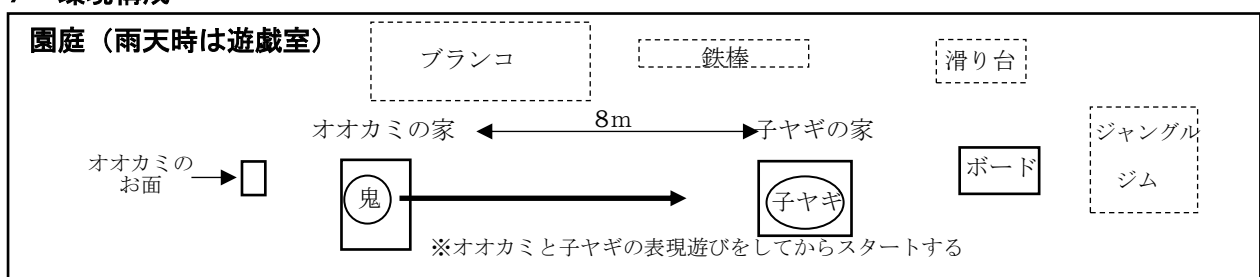 園庭（雨天時は遊戯室）
ブランコ
鉄棒
滑り台
オオカミの家
8m
子ヤギの家
ジャングル
ジム
オオカミの
お面
鬼
子ヤギ
ボード
※オオカミと子ヤギの表現遊びをしてからスタートする